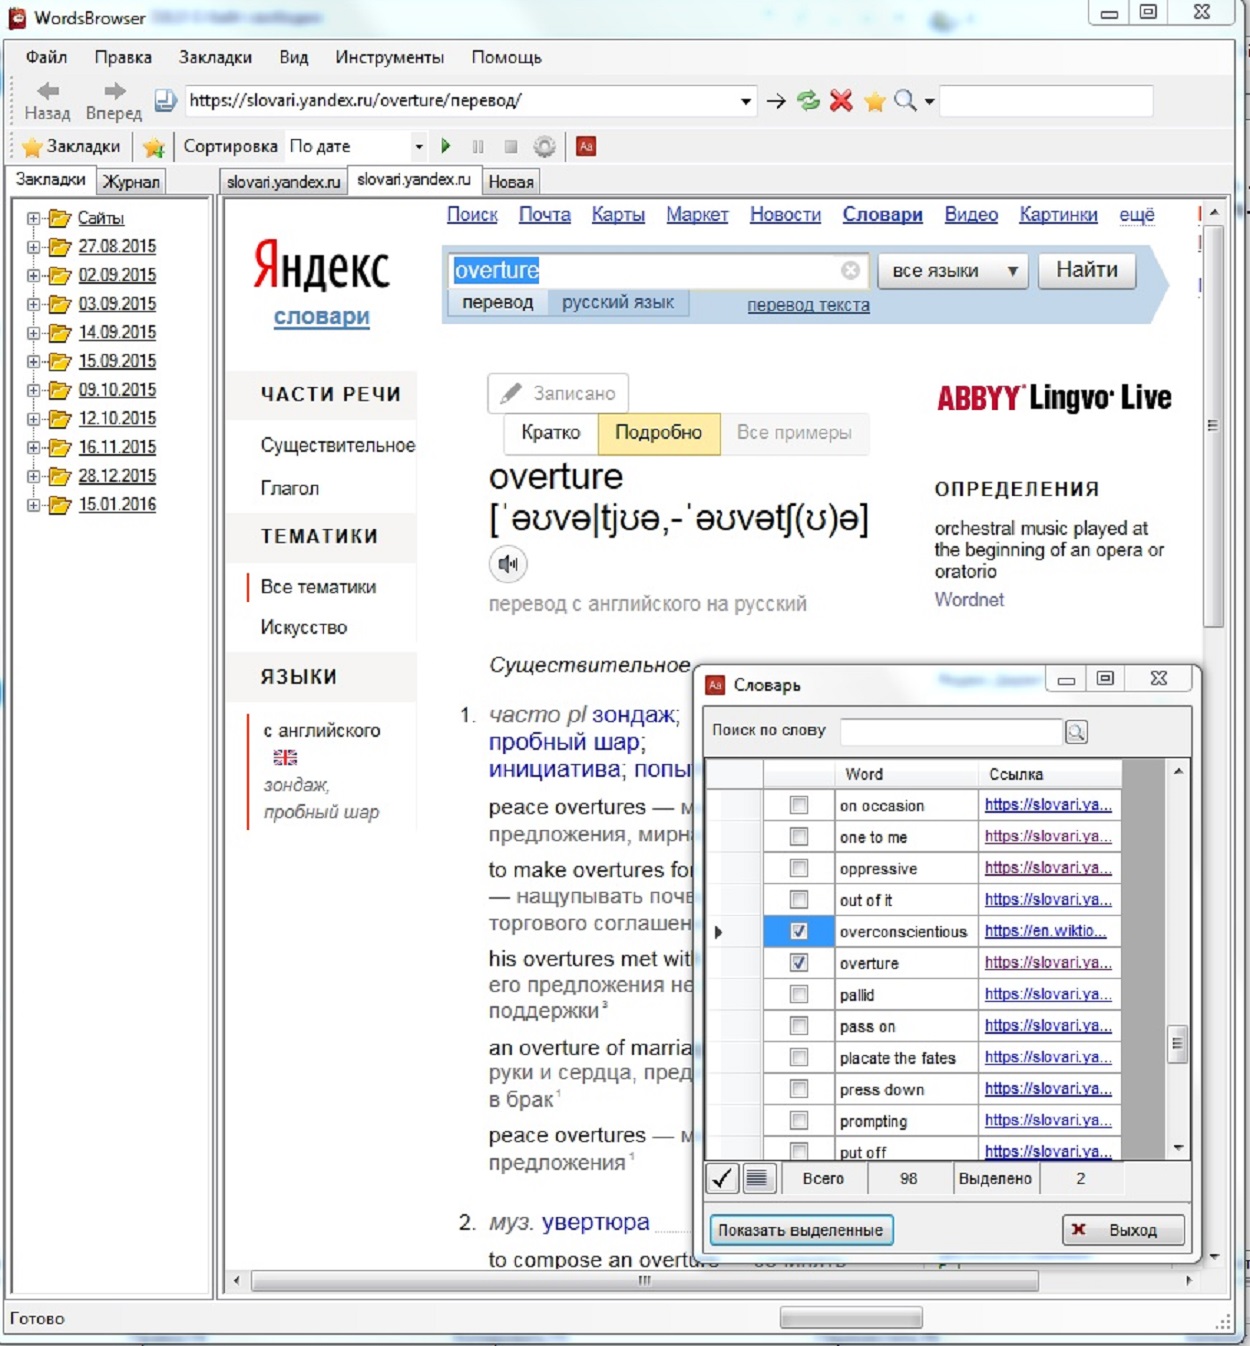 WordsBrowser
Файл Правка Закладки Вид Инструменты Помощь
Назад Вперед https://slovari.yandex.ru/overture/перевод/
Закладки Сортировка По дате Aa
Закладки Журнал slovari.yandex.ru slovari.yandex.ru Новая
Сайты
27.08.2015
02.09.2015
03.09.2015
14.09.2015
15.09.2015
09.10.2015
12.10.2015
16.11.2015
28.12.2015
15.01.2016
Поиск Почта Карты Маркет Новости Словари Видео Картинки ещё
Яндекс
словари
overture все языки Найти
перевод русский язык перевод текста
ЧАСТИ РЕЧИ
Существительное
Глагол
ТЕМАТИКИ
Все тематики
Искусство
ЯЗЫКИ
с английского
зондаж,
пробный шар
Записано
Кратко Подробно Все примеры
overture
[ˈəʊvə|tjʊə,-ˈəʊvətʃ(ʊ)ə]
перевод с английского на русский
ABBYY Lingvo Live
ОПРЕДЕЛЕНИЯ
orchestral music played at
the beginning of an opera or
oratorio
Wordnet
Существительное
1. часто pl зондаж;
пробный шар;
инициатива; попы
peace overtures — м
предложения, мирн
to make overtures for
— нащупывать почв
торгового соглашен
his overtures met wit
его предложения не
поддержки³
an overture of marria
руки и сердца, пред
в брак¹
peace overtures — м
предложения¹
2. муз. увертюра
to compose an overtu
Aa Словарь
Поиск по слову
Word Ссылка
on occasion https://slovari.ya...
one to me https://slovari.ya...
oppressive https://slovari.ya...
out of it https://slovari.ya...
overconscientious https://en.wiktio...
overture https://slovari.ya...
pallid https://slovari.ya...
pass on https://slovari.ya...
placate the fates https://slovari.ya...
press down https://slovari.ya...
prompting https://slovari.ya...
put off https://slovari.ya...
Всего 98 Выделено 2
Показать выделенные Выход
Готово